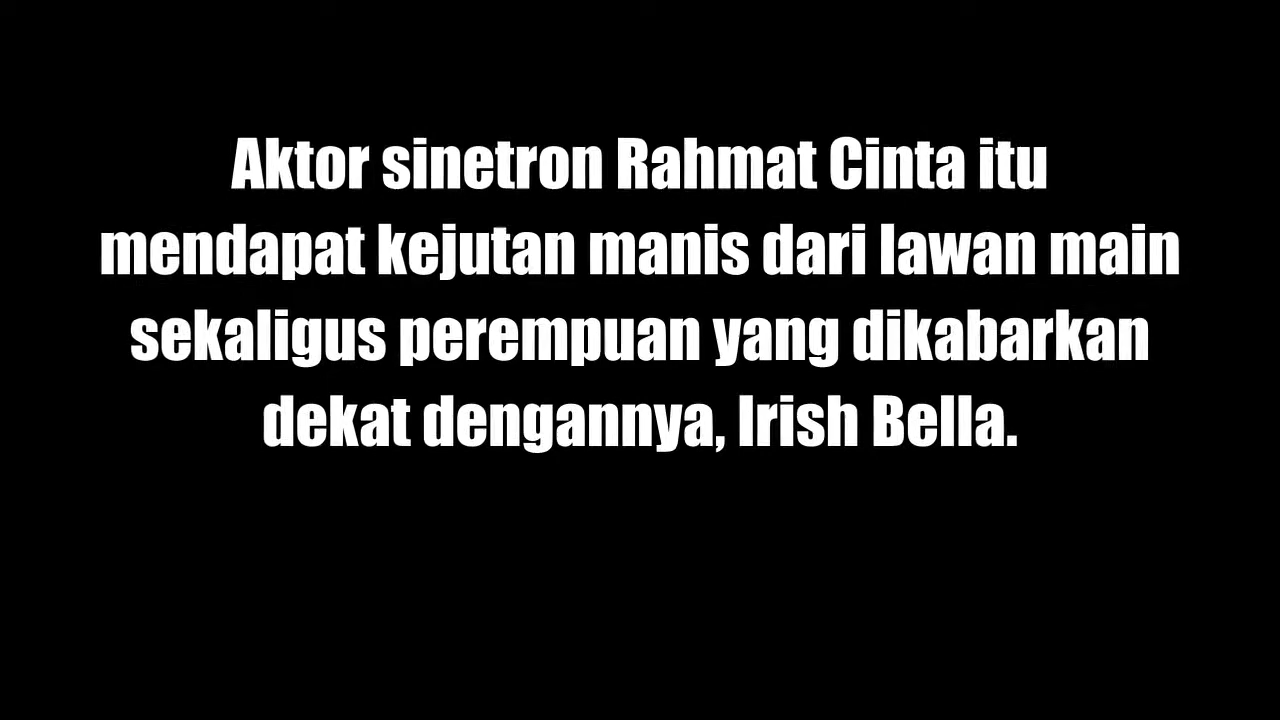 Aktor sinetron Rahmat Cinta itu
mendapat kejutan manis dari lawan main
sekaligus perempuan yang dikabarkan
dekat dengannya, Irish Bella.